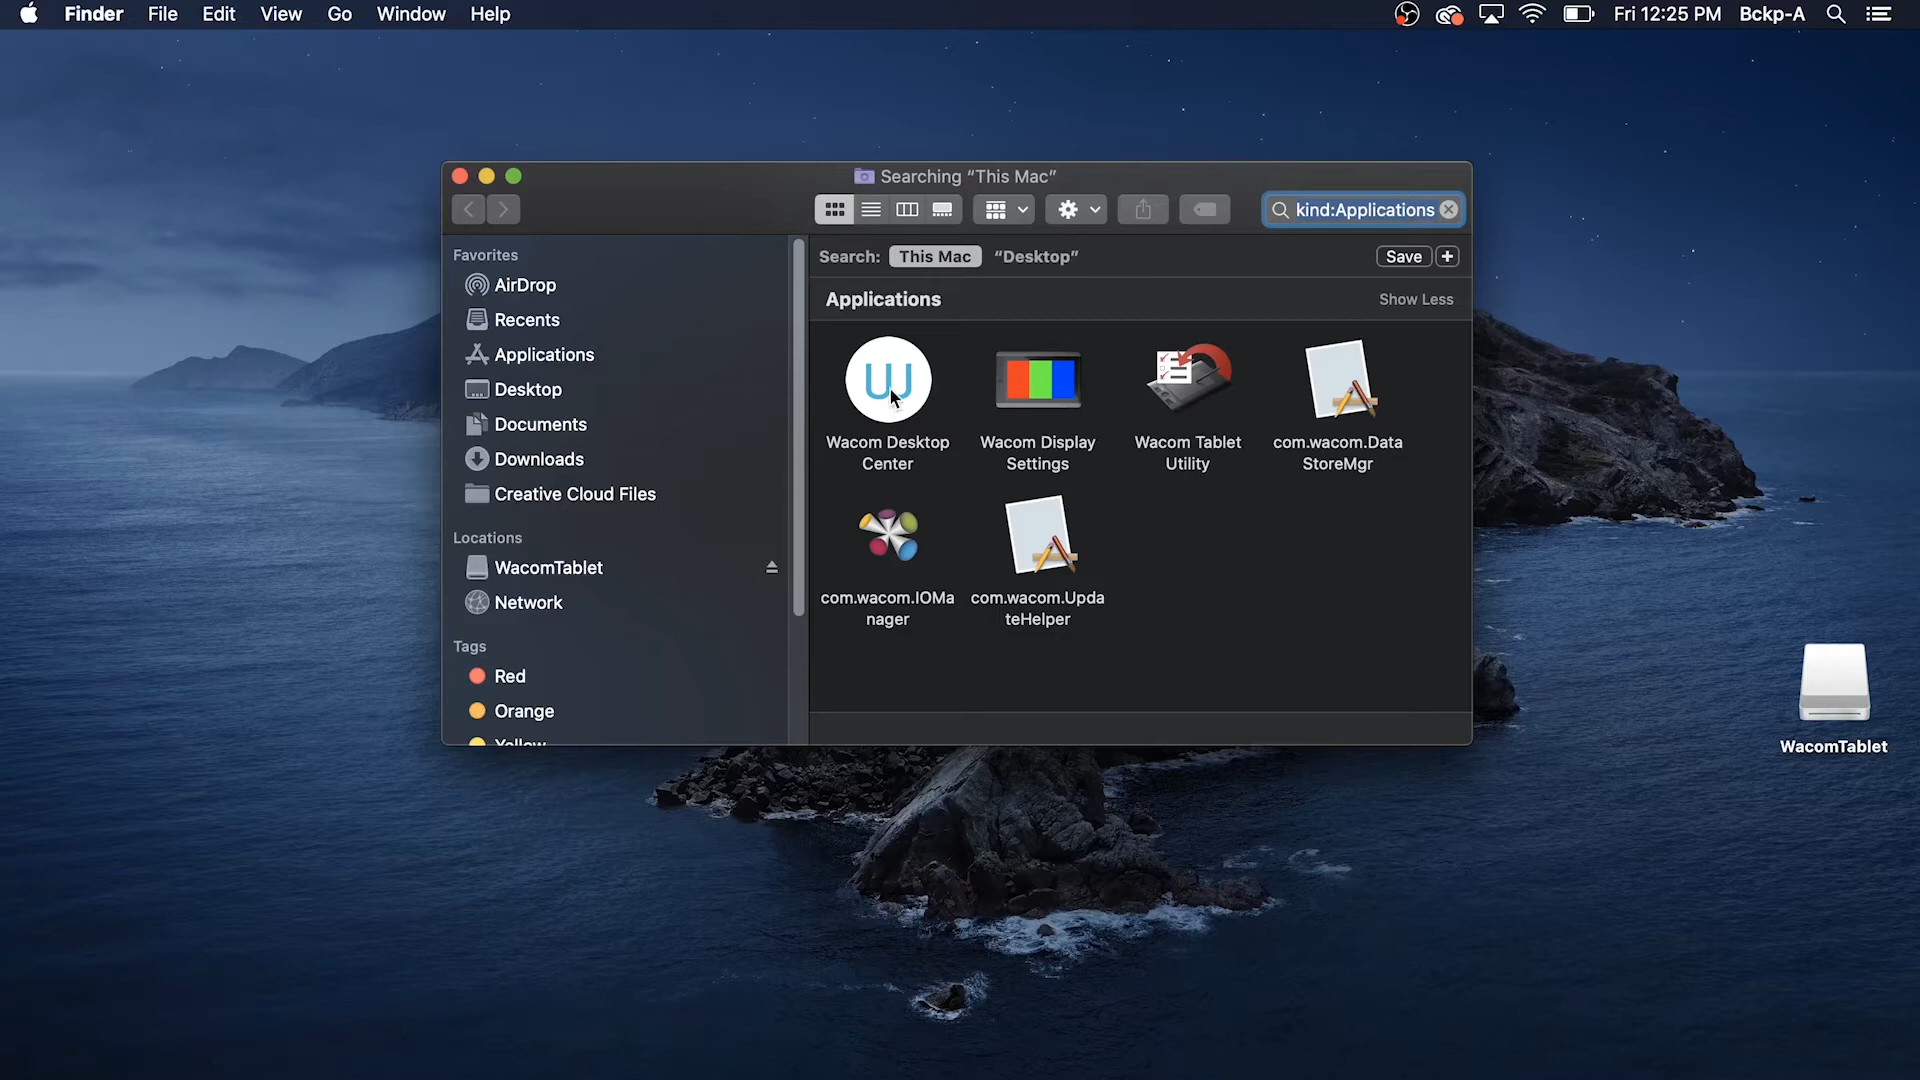 Finder File Edit View Go Window Help Fri 12:25 PM Bckp-A
Searching “This Mac”
kind:Applications
Favorites
AirDrop
Recents
Applications
Desktop
Documents
Downloads
Creative Cloud Files
Locations
WacomTablet
Network
Tags
Red
Orange
Yellow
Search: This Mac “Desktop” Save +
Applications Show Less
Wacom Desktop
Center
Wacom Display
Settings
Wacom Tablet
Utility
com.wacom.Data
StoreMgr
com.wacom.IOMa
nager
com.wacom.Upda
teHelper
WacomTablet